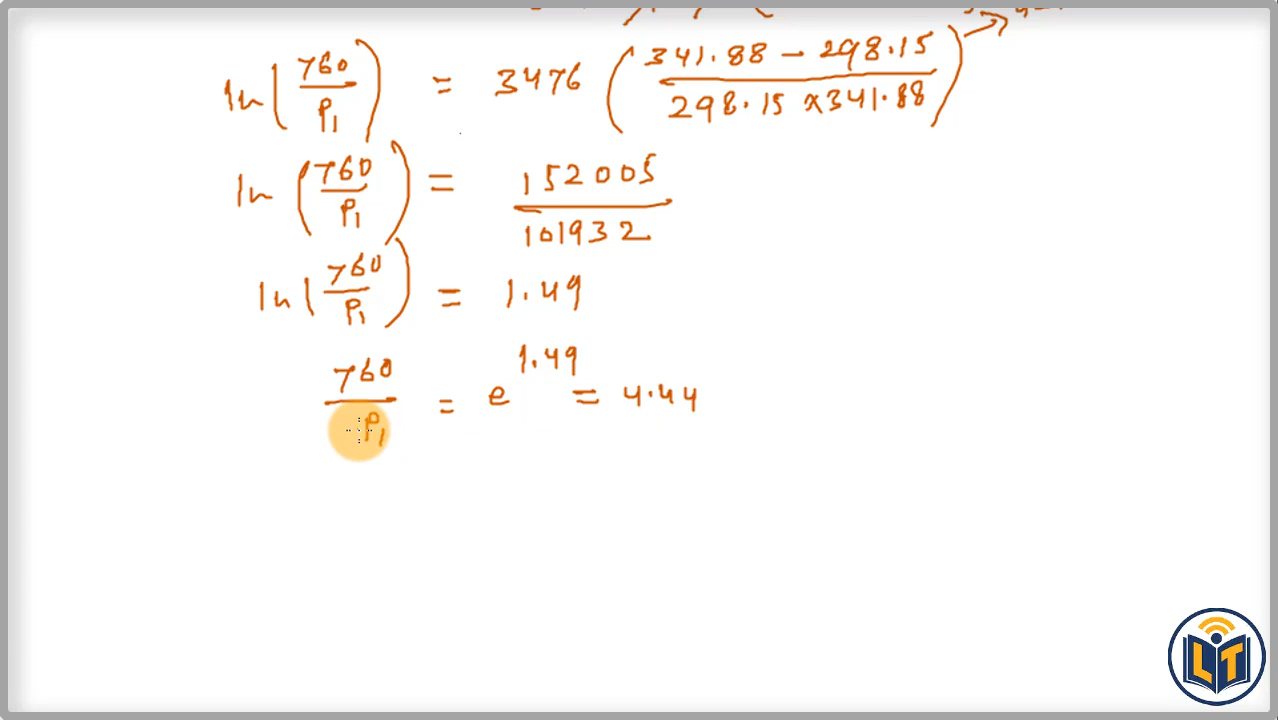 ln(760/P1) = 3476 (341.88 - 298.15 / 298.15 x 341.88)
ln(760/P1) = 152005/101932
ln(760/P1) = 1.49
760/P1 = e^1.49 = 4.44
LT